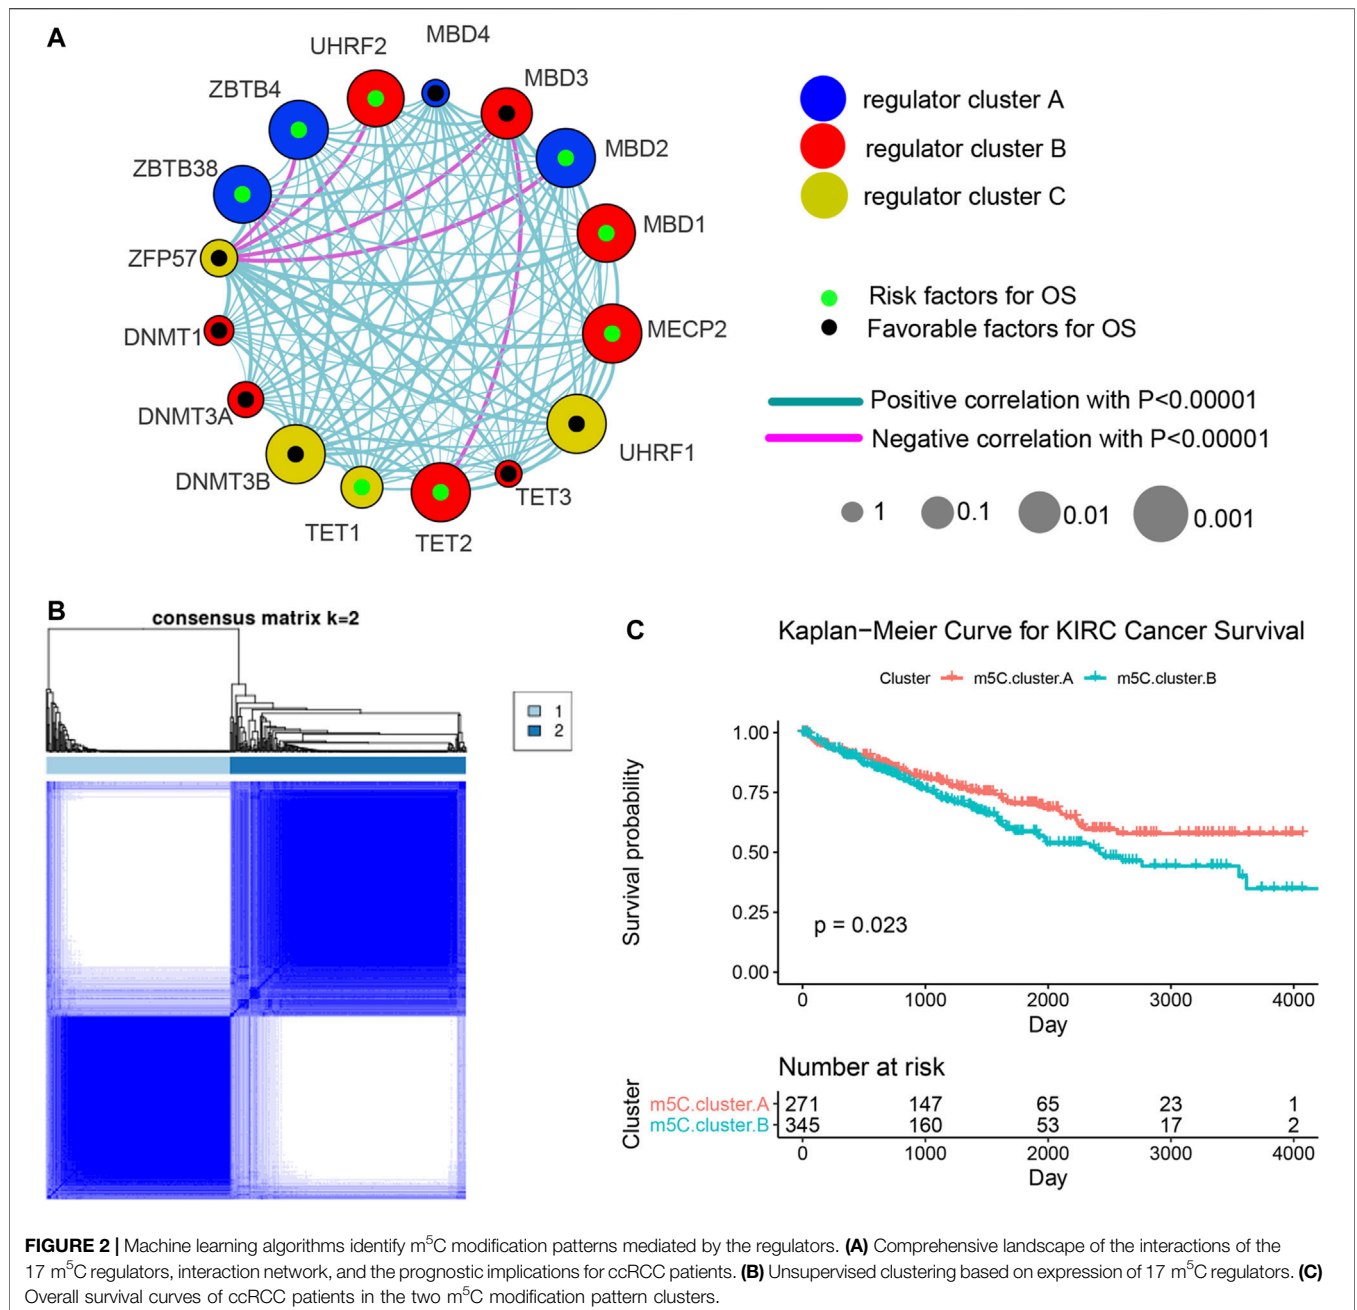 A
UHRF2
MBD4
MBD3
ZBTB4
MBD2
ZBTB38
MBD1
ZFP57
MECP2
DNMT1
DNMT3A
UHRF1
DNMT3B
TET3
TET1
TET2
regulator cluster A
regulator cluster B
regulator cluster C
Risk factors for OS
Favorable factors for OS
Positive correlation with P<0.00001
Negative correlation with P<0.00001
1 0.1 0.01 0.001
B
consensus matrix k=2
1
2
C
Kaplan−Meier Curve for KIRC Cancer Survival
Cluster m5C.cluster.A m5C.cluster.B
Survival probability
1.00
0.75
0.50
0.25
0.00
p = 0.023
0 1000 2000 3000 4000
Day
Number at risk
Cluster
m5C.cluster.A 271 147 65 23 1
m5C.cluster.B 345 160 53 17 2
0 1000 2000 3000 4000
Day
FIGURE 2 | Machine learning algorithms identify m⁵C modification patterns mediated by the regulators. (A) Comprehensive landscape of the interactions of the
17 m⁵C regulators, interaction network, and the prognostic implications for ccRCC patients. (B) Unsupervised clustering based on expression of 17 m⁵C regulators. (C)
Overall survival curves of ccRCC patients in the two m⁵C modification pattern clusters.